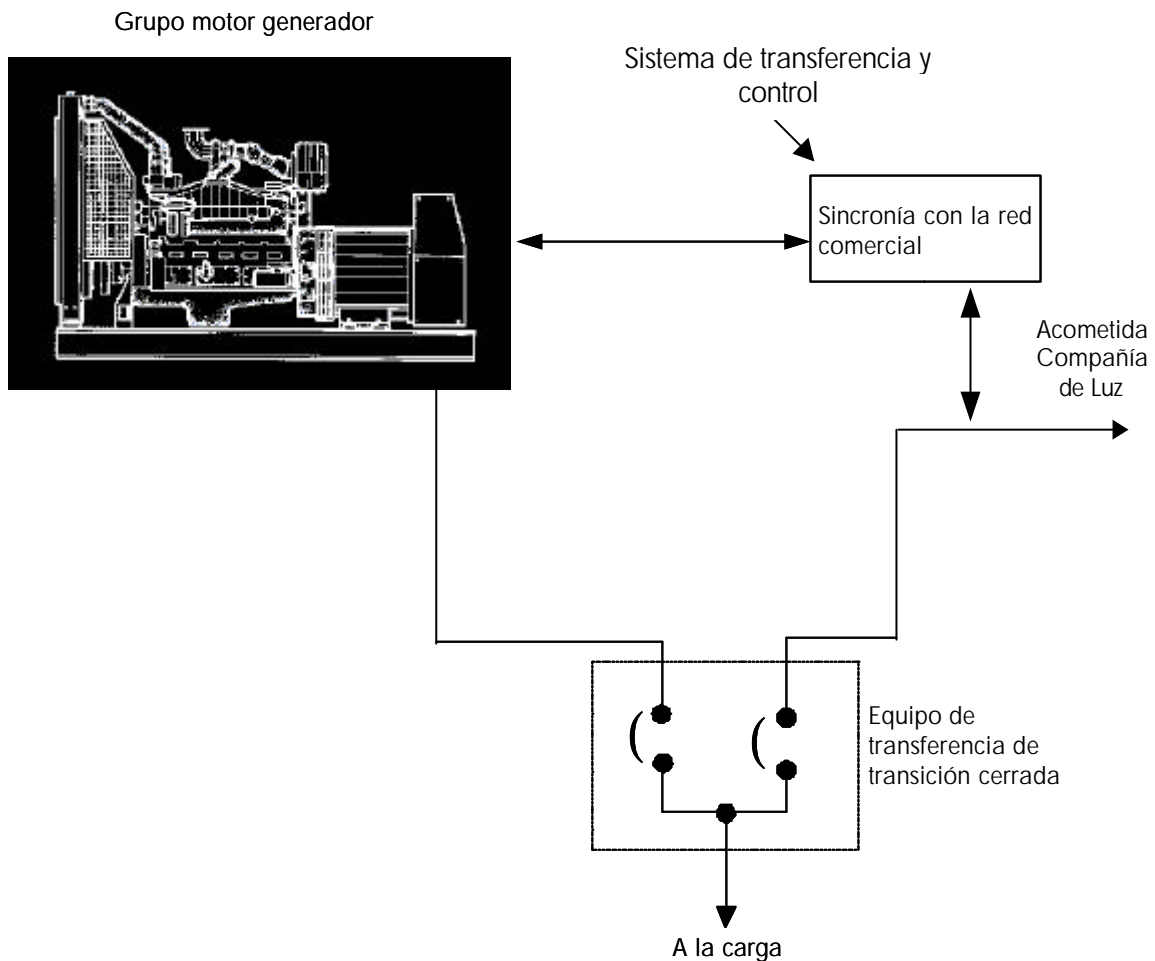 Grupo motor generador
Sistema de transferencia y
control
Sincronía con la red
comercial
Acometida
Compañía
de Luz
Equipo de
transferencia de
transición cerrada
A la carga